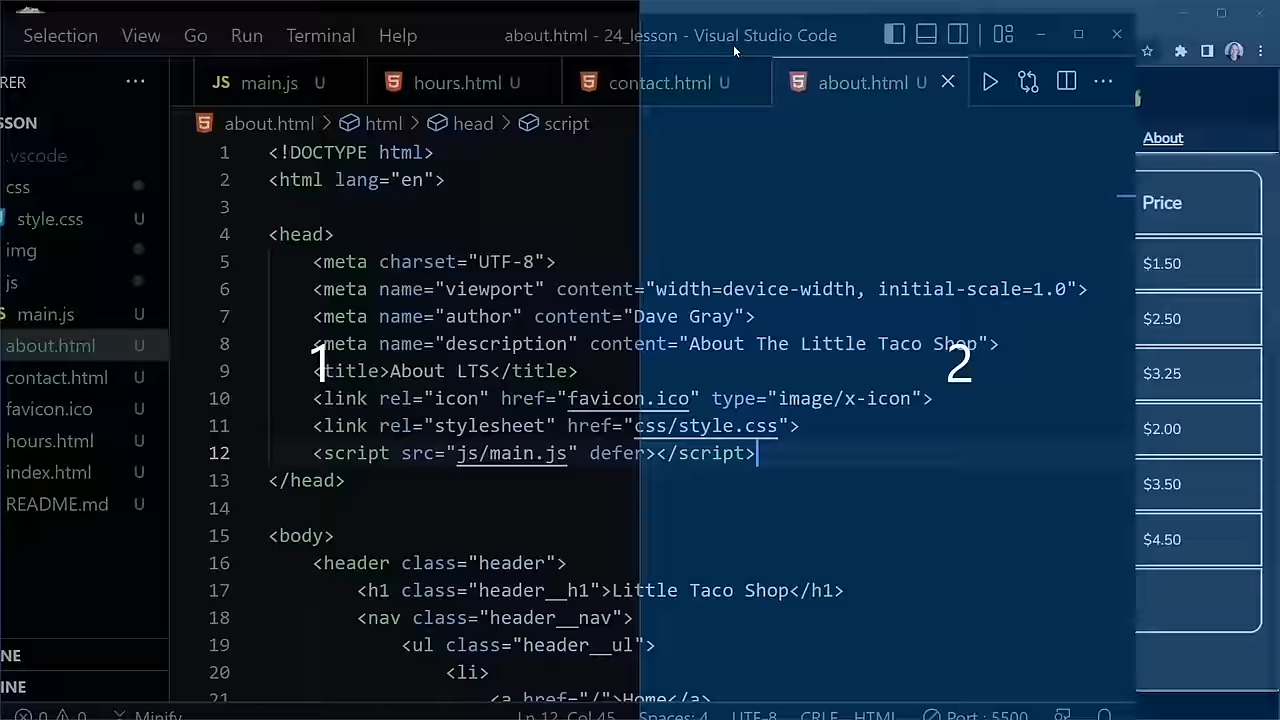 Selection View Go Run Terminal Help about.html - 24_lesson - Visual Studio Code
RER ···
JS main.js U hours.html U contact.html U about.html U
about.html > html > head > script
SSON
.vscode
css
style.css U
img
js
main.js U
about.html U
contact.html U
favicon.ico U
hours.html U
index.html U
README.md U
NE
INE
1 <!DOCTYPE html>
2 <html lang="en">
3
4 <head>
5 <meta charset="UTF-8">
6 <meta name="viewport" content="width=device-width, initial-scale=1.0">
7 <meta name="author" content="Dave Gray">
8 <meta name="description" content="About The Little Taco Shop">
9 <title>About LTS</title>
10 <link rel="icon" href="favicon.ico" type="image/x-icon">
11 <link rel="stylesheet" href="css/style.css">
12 <script src="js/main.js" defer></script>
13 </head>
14
15 <body>
16 <header class="header">
17 <h1 class="header__h1">Little Taco Shop</h1>
18 <nav class="header__nav">
19 <ul class="header__ul">
20 <li>
21 <a href="/">Home</a>
1
2
About
Price
$1.50
$2.50
$3.25
$2.00
$3.50
$4.50
0 0 Minify Ln 12, Col 45 Spaces: 4 UTF-8 CRLF HTML Port : 5500